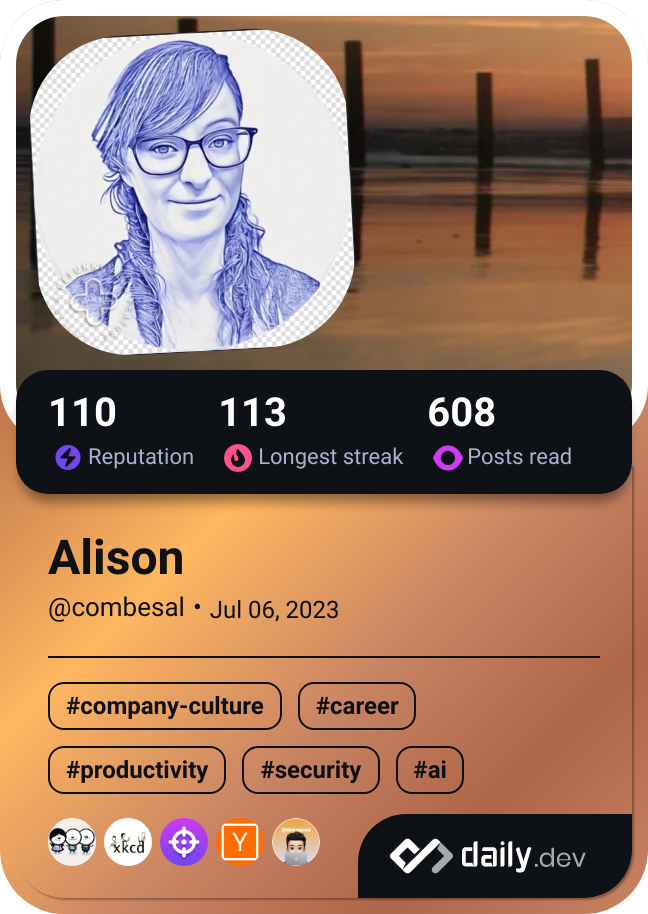 110
113
608
Reputation
Longest streak
Posts read
Alison
@combesal • Jul 06, 2023
#company-culture
#career
#productivity
#security
#ai
xkcd
Y
daily.dev